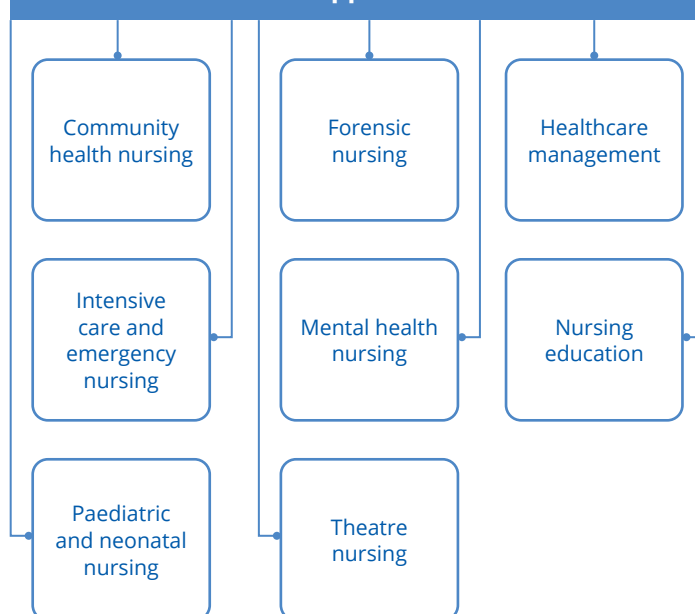 Community
health nursing
Forensic
nursing
Healthcare
management
Intensive
care and
emergency
nursing
Mental health
nursing
Nursing
education
Paediatric
and neonatal
nursing
Theatre
nursing